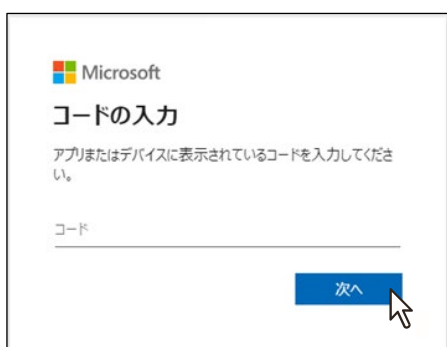 Microsoft
コードの入力
アプリまたはデバイスに表示されているコードを入力してくださ
い。
コード
次へ